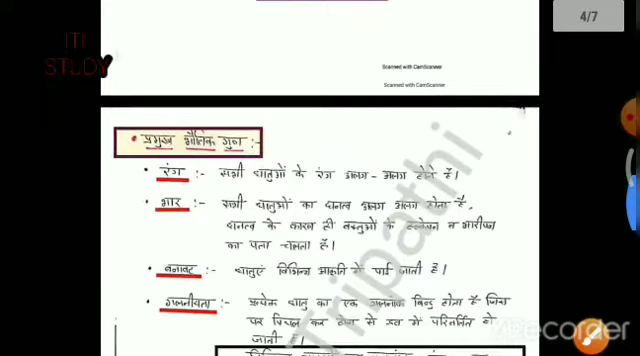 4/7
ITI
STUDY
Scanned with CamScanner
Scanned with CamScanner
• प्रमुख भौतिक गुण :-
• रंग :- सभी धातुओं के रंग अलग - अलग होते हैं।
• भार :- सभी धातुओं का घनत्व अलग अलग होता है,
घनत्व के कारण ही वस्तुओं के हल्केपन व भारीपन
का पता चलता है।
• बनावट :- धातुएं विभिन्न आकृति में पाई जाती हैं।
• गलनीयता :- प्रत्येक धातु का एक गलनांक बिन्दु होता है जिस
पर पिघल कर ठोस से द्रव में परिवर्तित हो
जाती है।
Tripathi